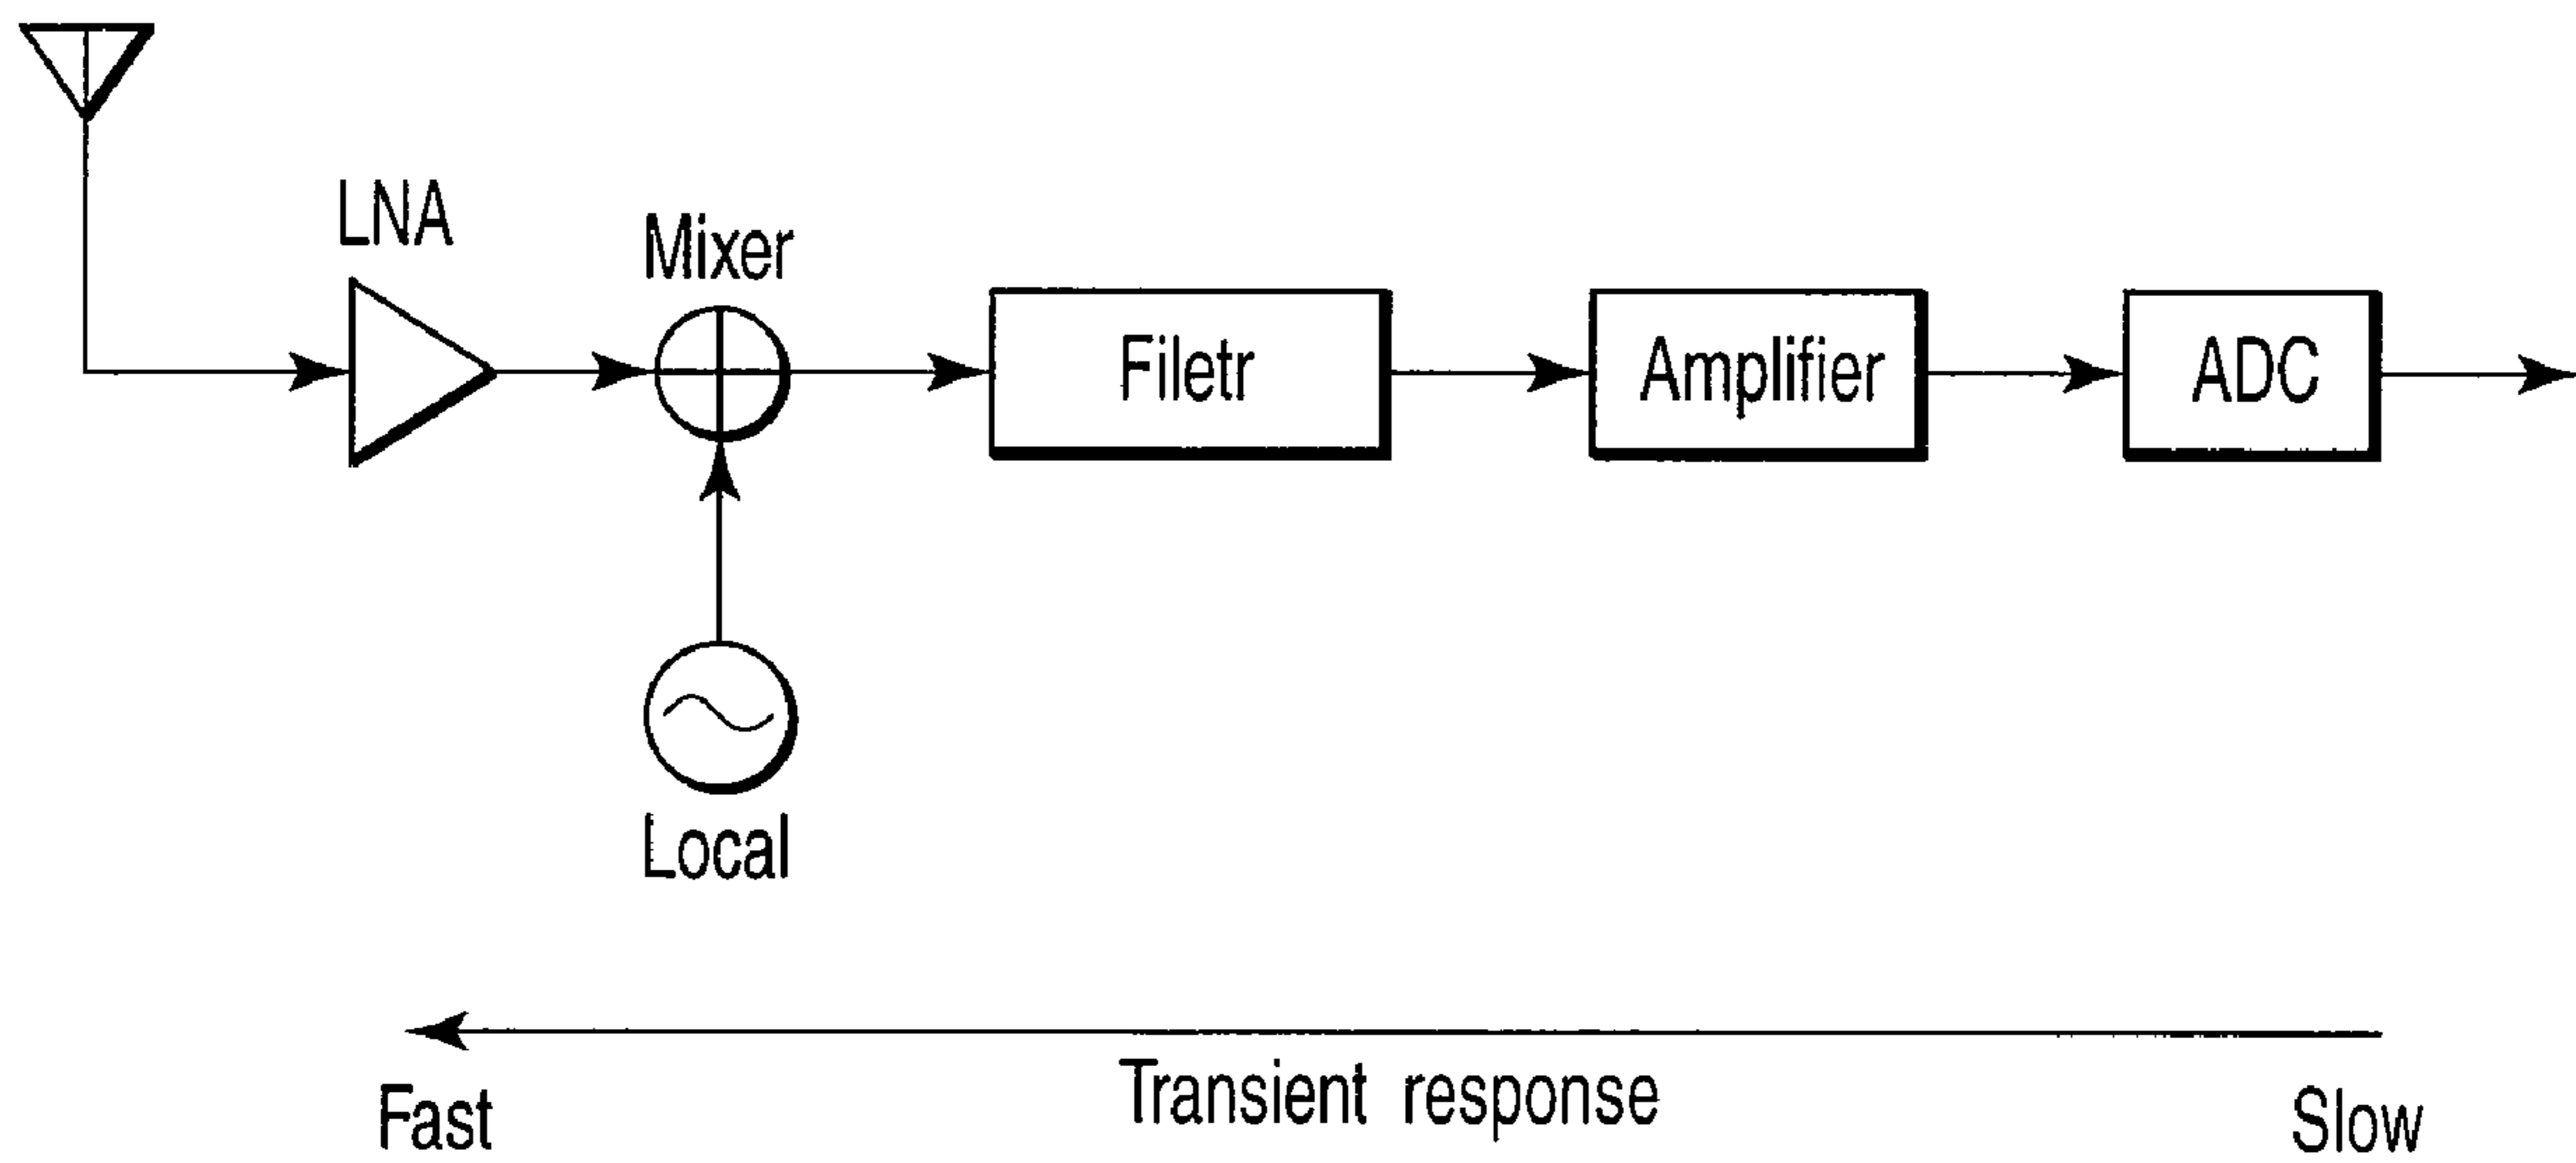 LNA
Mixer
Filetr
Amplifier
ADC
Local
Transient response
Fast
Slow